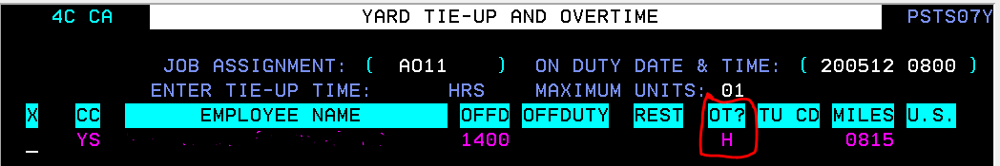 4C CA YARD TIE-UP AND OVERTIME PSTS07Y
JOB ASSIGNMENT: ( AO11 ) ON DUTY DATE & TIME: ( 200512 0800 )
ENTER TIE-UP TIME: HRS MAXIMUM UNITS: 01
X CC EMPLOYEE NAME OFFD OFFDUTY REST OT? TU CD MILES U.S.
_ YS 1400 H 0815